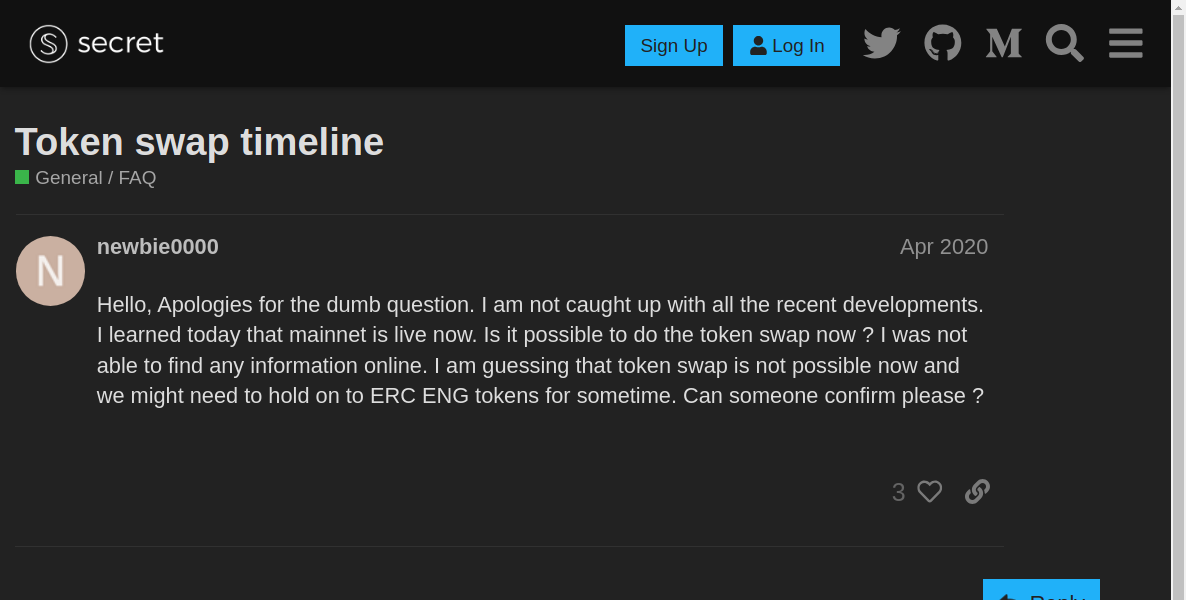 secret
Sign Up
Log In
Token swap timeline
General / FAQ
N
newbie0000
Apr 2020
Hello, Apologies for the dumb question. I am not caught up with all the recent developments.
I learned today that mainnet is live now. Is it possible to do the token swap now ? I was not
able to find any information online. I am guessing that token swap is not possible now and
we might need to hold on to ERC ENG tokens for sometime. Can someone confirm please ?
3
Reply